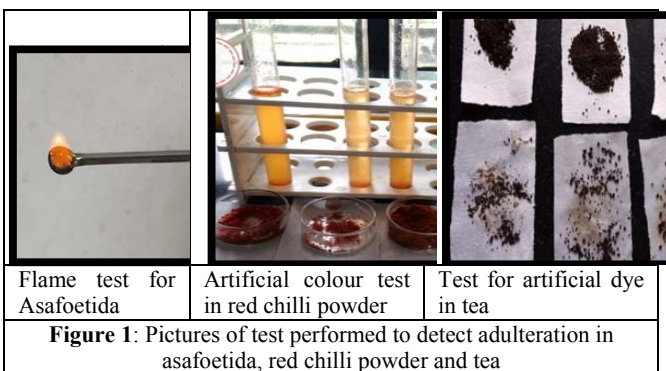 Flame test for
Asafoetida
Artificial colour test
in red chilli powder
Test for artificial dye
in tea
Figure 1: Pictures of test performed to detect adulteration in
asafoetida, red chilli powder and tea